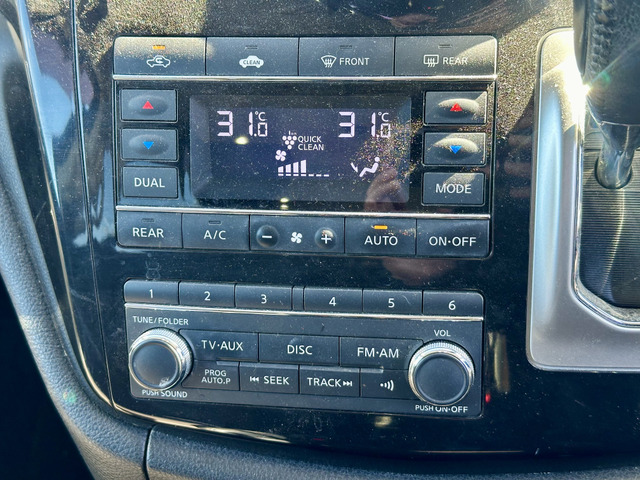 CLEAN
FRONT
REAR
31.0°C
31.0°C
QUICK
CLEAN
DUAL
MODE
REAR
A/C
- +
AUTO
ON·OFF
1 2 3 4 5 6
TUNE/FOLDER
VOL
TV·AUX
DISC
FM·AM
PROG
AUTO.P
SEEK
TRACK
PUSH SOUND
PUSH ON·OFF